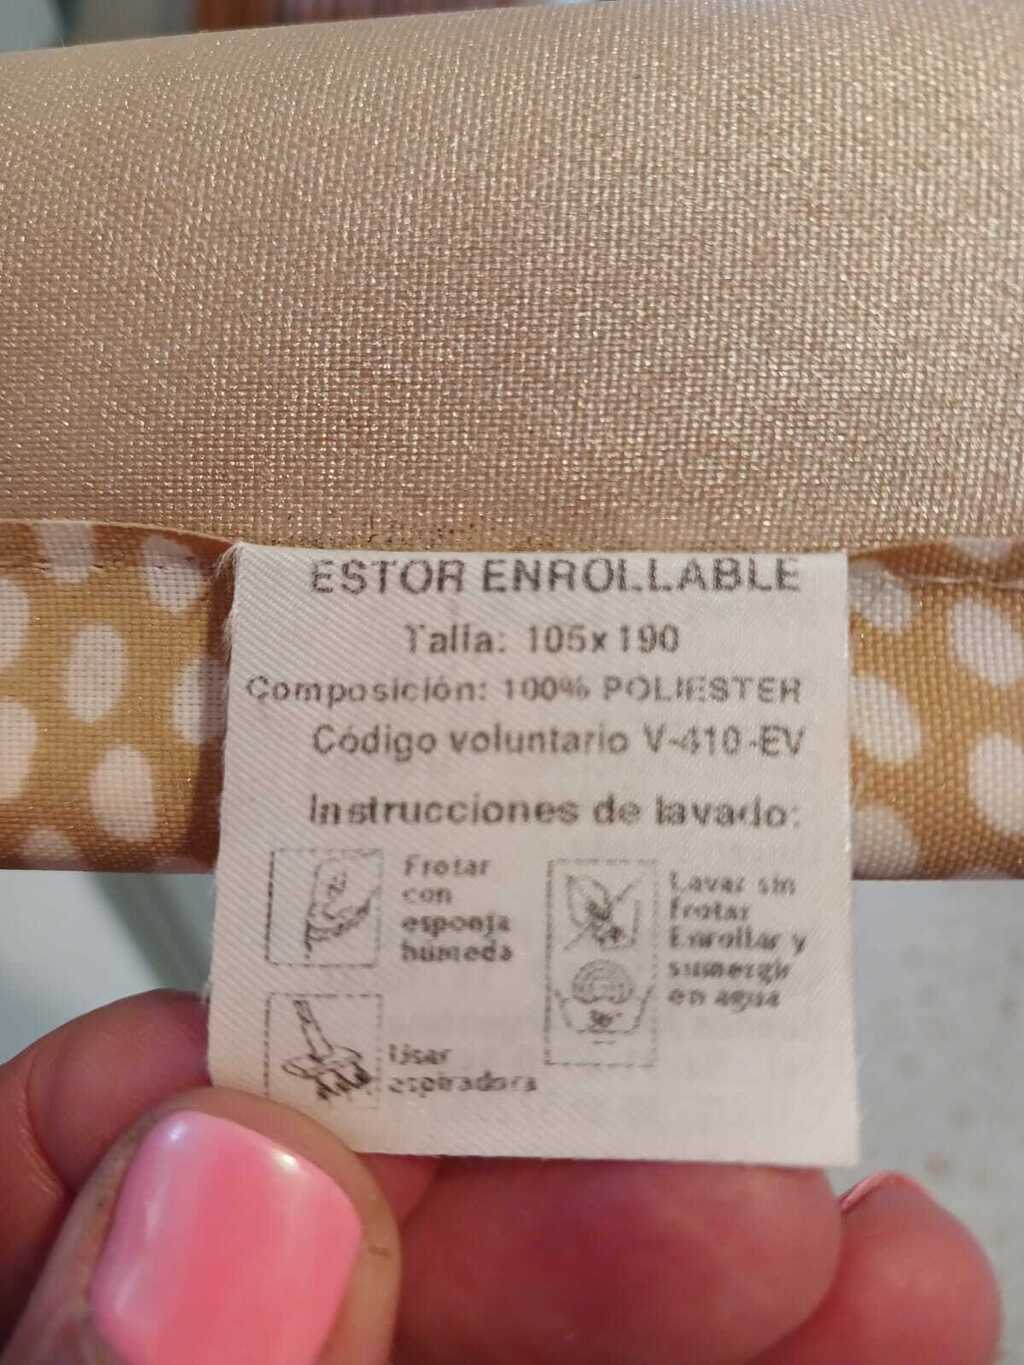 ESTOR ENROLLABLE
Talla: 105x190
Composición: 100% POLIESTER
Código voluntario V-410-EV
Instrucciones de lavado:
Frotar
con
esponja
húmeda
Lavar sin
frotar
Enrollar y
sumergir
en agua
30°
Usar
aspiradora